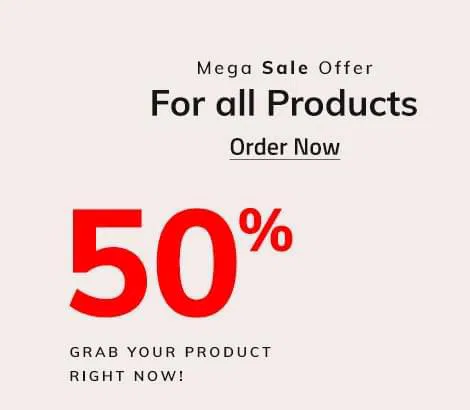 Mega Sale Offer
For all Products
Order Now
50%
GRAB YOUR PRODUCT
RIGHT NOW!